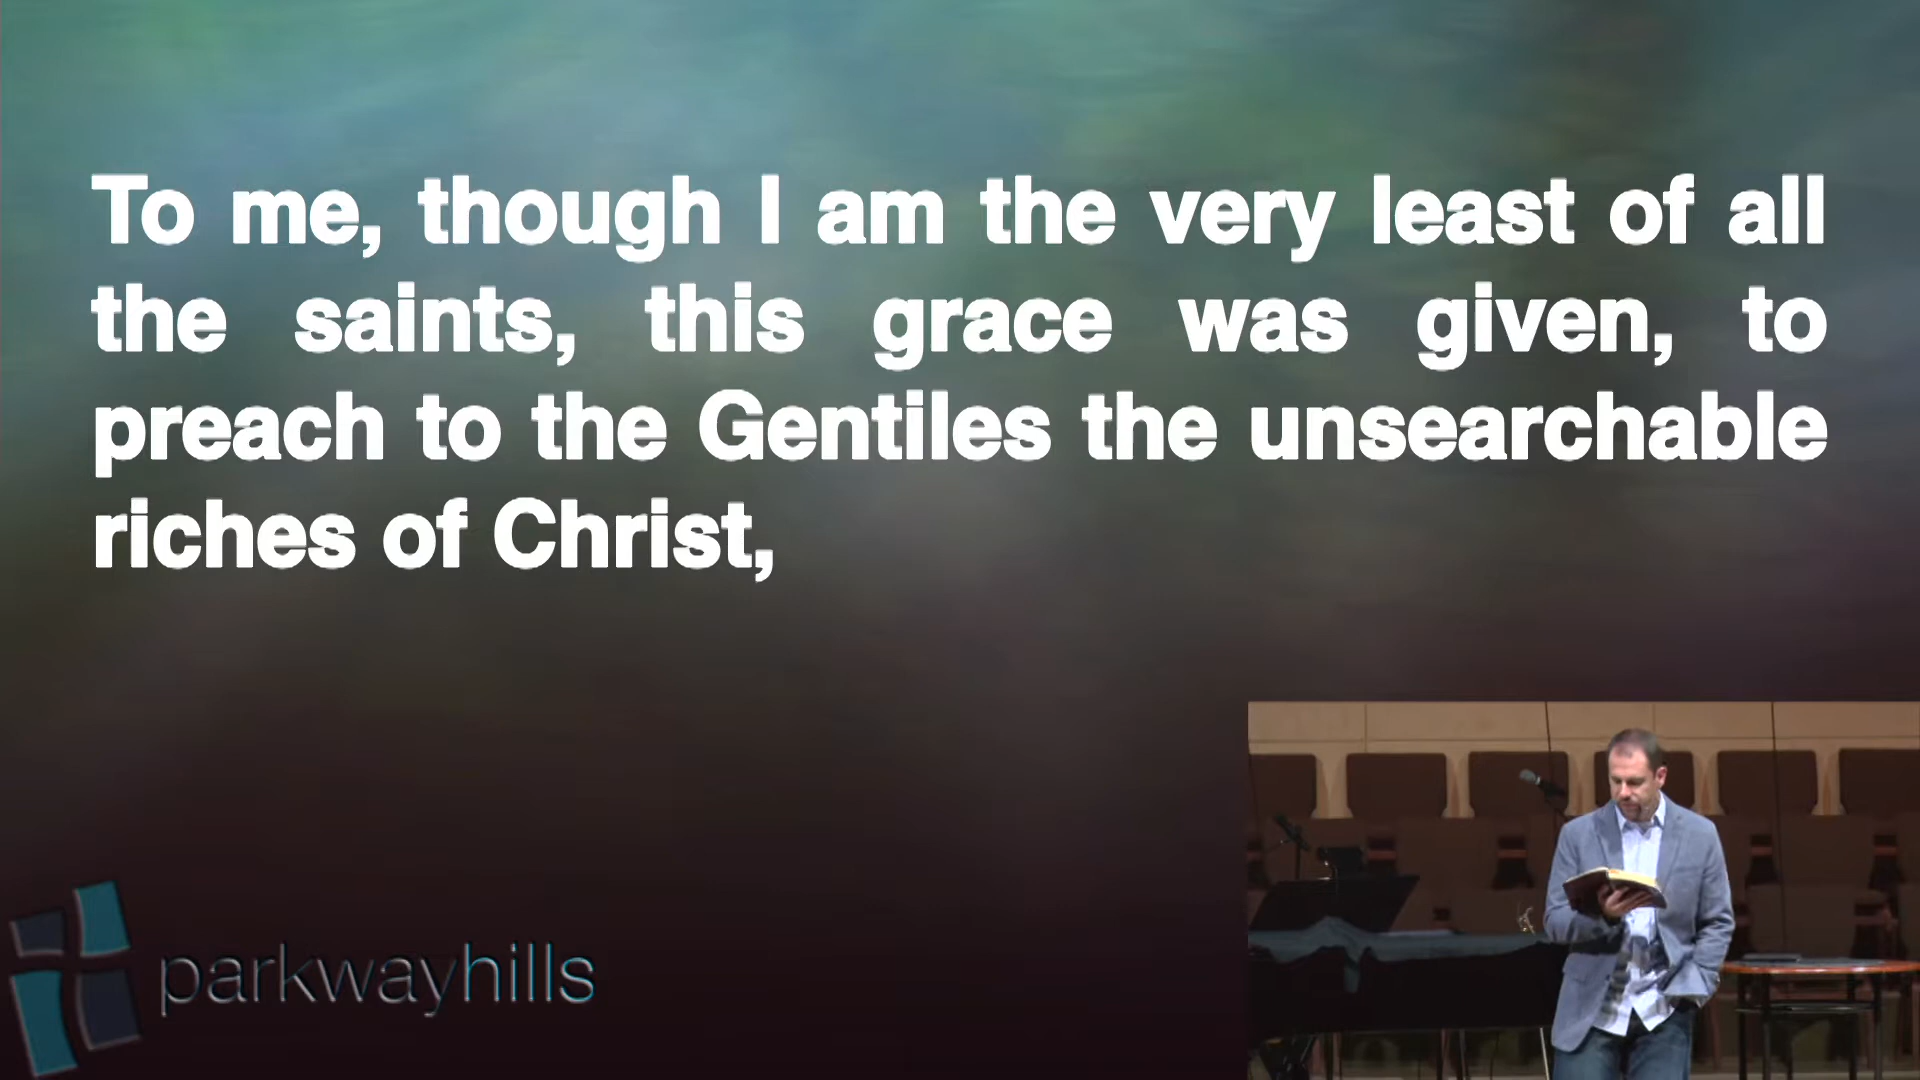 To me, though I am the very least of all
the saints, this grace was given, to
preach to the Gentiles the unsearchable
riches of Christ,
parkwayhills